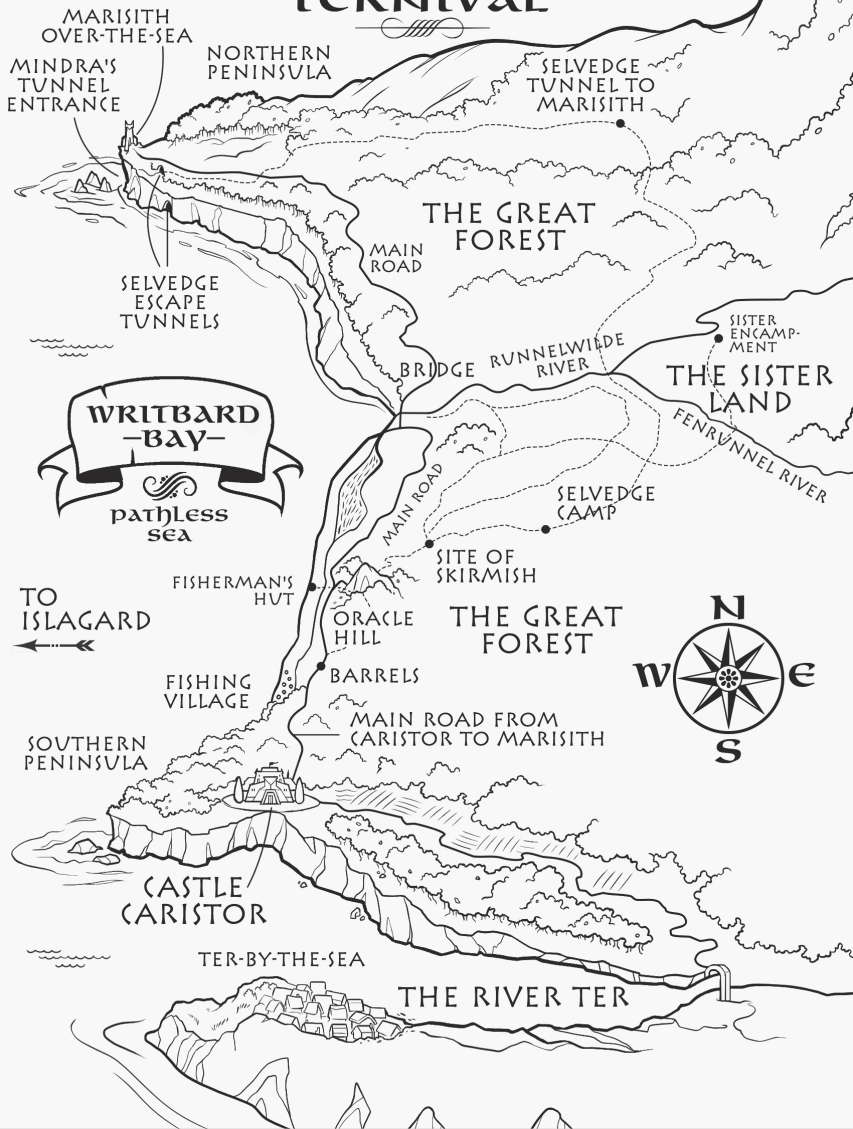 TERNIVAL
MARISITH
OVER-THE-SEA
MINDRA'S
TUNNEL
ENTRANCE
NORTHERN
PENINSULA
SELVEDGE
TUNNEL TO
MARISITH
THE GREAT
FOREST
MAIN
ROAD
SELVEDGE
ESCAPE
TUNNELS
BRIDGE
RUNNELWILDE
RIVER
SISTER
ENCAMP-
MENT
THE SISTER
LAND
FENRUNNEL RIVER
WRITBARD
-BAY-
PATHLESS
SEA
MAIN ROAD
SELVEDGE
CAMP
SITE OF
SKIRMISH
FISHERMAN'S
HUT
TO
ISLAGARD
ORACLE
HILL
THE GREAT
FOREST
N
W
E
S
BARRELS
FISHING
VILLAGE
MAIN ROAD FROM
CARISTOR TO MARISITH
SOUTHERN
PENINSULA
CASTLE
CARISTOR
TER-BY-THE-SEA
THE RIVER TER